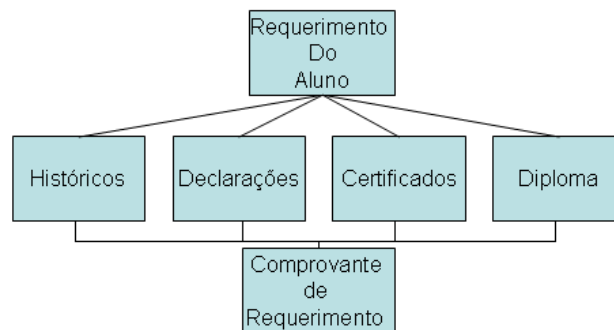 Requerimento
Do
Aluno
Históricos
Declarações
Certificados
Diploma
Comprovante
de
Requerimento